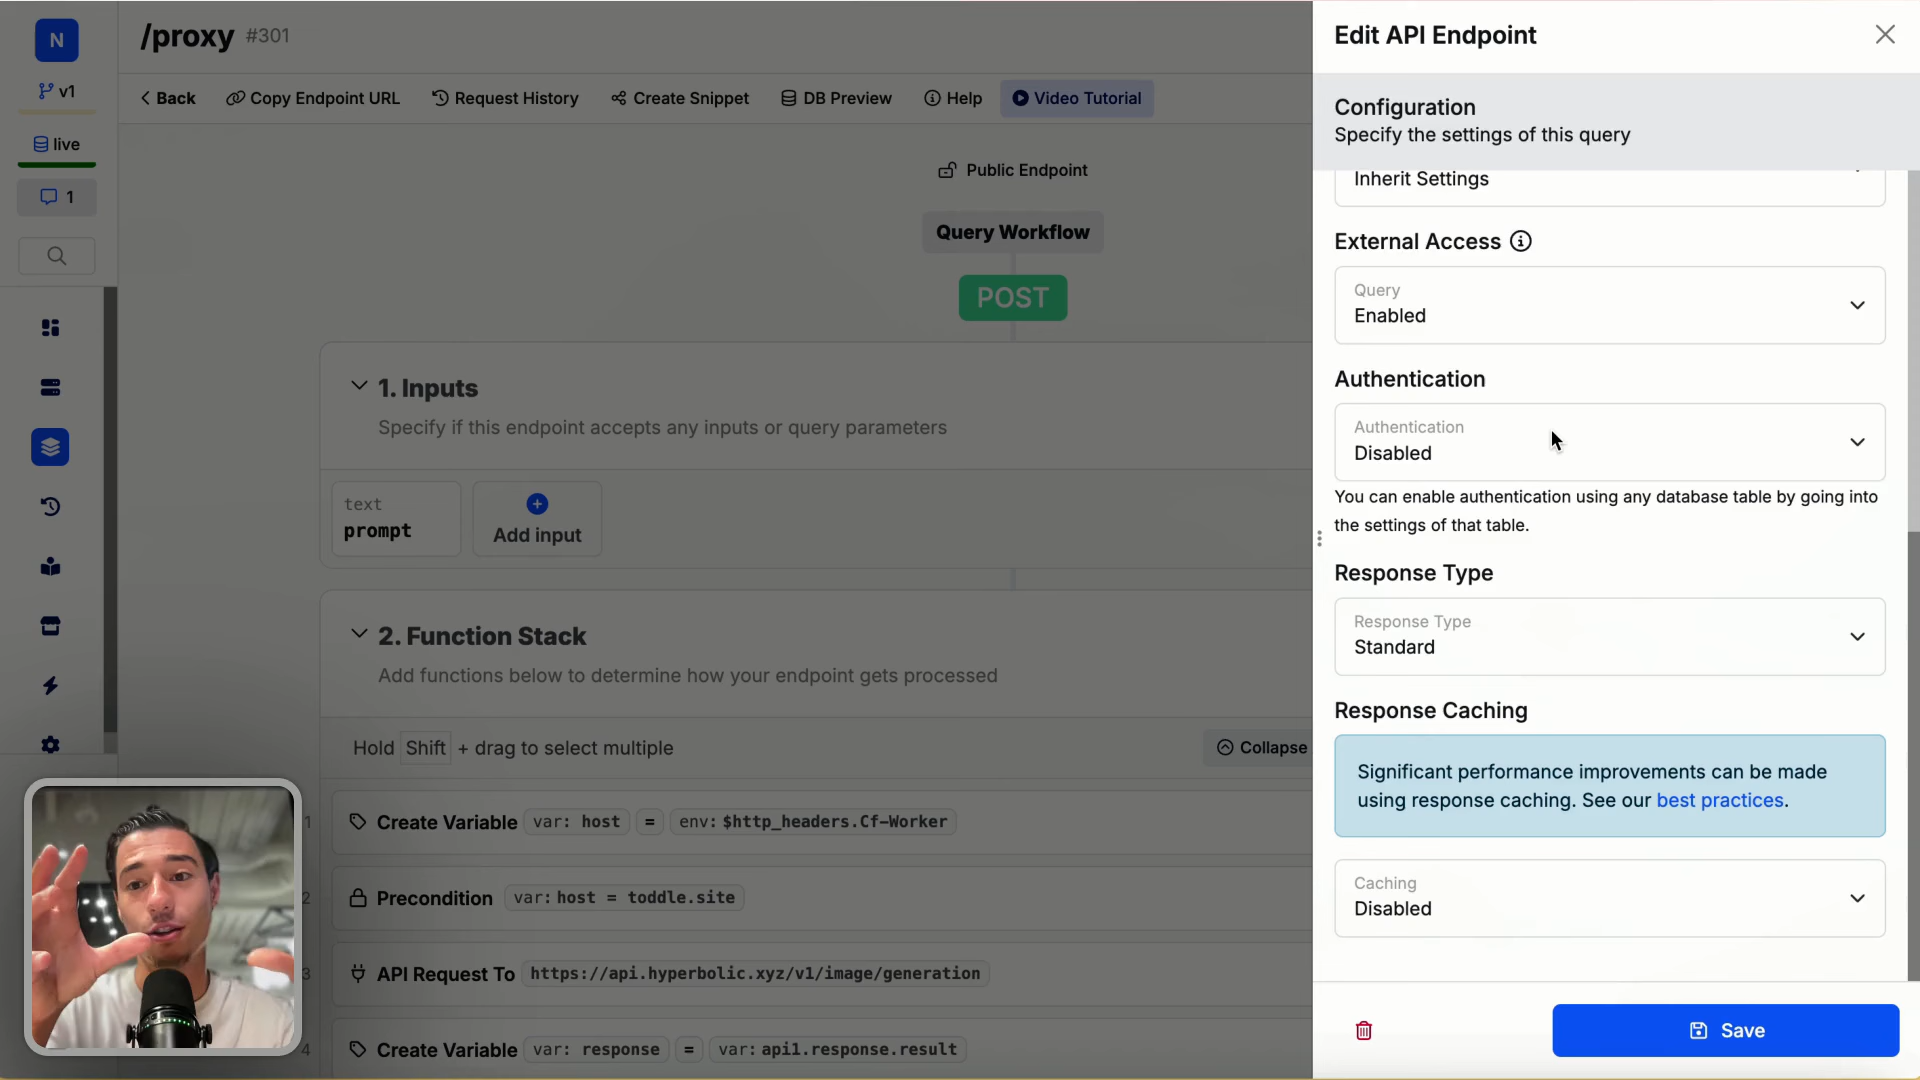 N
v1
live
1
/proxy #301
Back
Copy Endpoint URL
Request History
Create Snippet
DB Preview
Help
Video Tutorial
Public Endpoint
Query Workflow
POST
1. Inputs
Specify if this endpoint accepts any inputs or query parameters
text
prompt
Add input
2. Function Stack
Add functions below to determine how your endpoint gets processed
Hold Shift + drag to select multiple
Collapse
1 Create Variable var: host = env: $http_headers.Cf-Worker
2 Precondition var: host = toddle.site
3 API Request To https://api.hyperbolic.xyz/v1/image/generation
4 Create Variable var: response = var: api1.response.result
Edit API Endpoint
Configuration
Specify the settings of this query
Inherit Settings
External Access
Query
Enabled
Authentication
Authentication
Disabled
You can enable authentication using any database table by going into
the settings of that table.
Response Type
Response Type
Standard
Response Caching
Significant performance improvements can be made
using response caching. See our best practices.
Caching
Disabled
Save